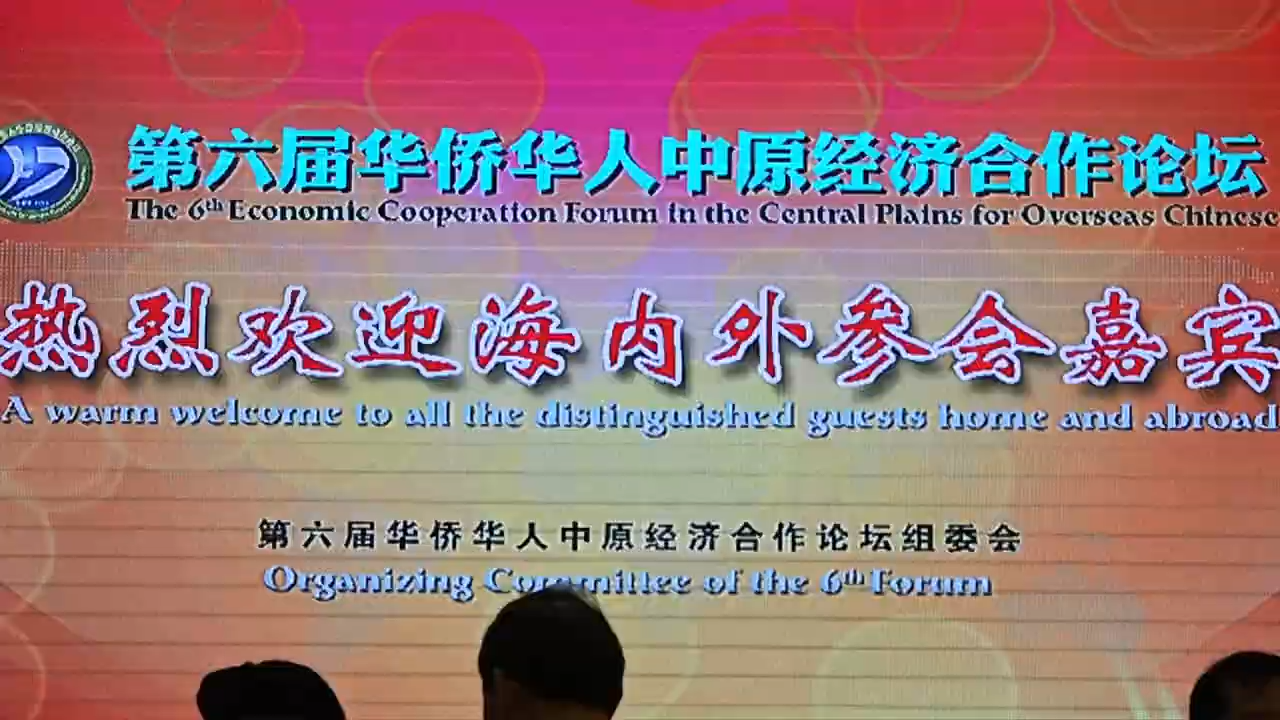 第六届华侨华人中原经济合作论坛
The 6th Economic Cooperation Forum in the Central Plains for Overseas Chinese
热烈欢迎海内外参会嘉宾
A warm welcome to all the distinguished guests home and abroad
第六届华侨华人中原经济合作论坛组委会
Organizing Committee of the 6th Forum